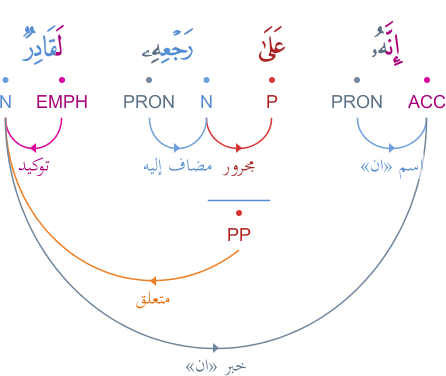 إِنَّهُۥ عَلَىٰ رَجْعِهِۦ لَقَادِرٌ
N EMPH PRON N P PRON ACC
توكيد مضاف إليه مجرور اسم «ان»
PP
متعلق
خبر «ان»